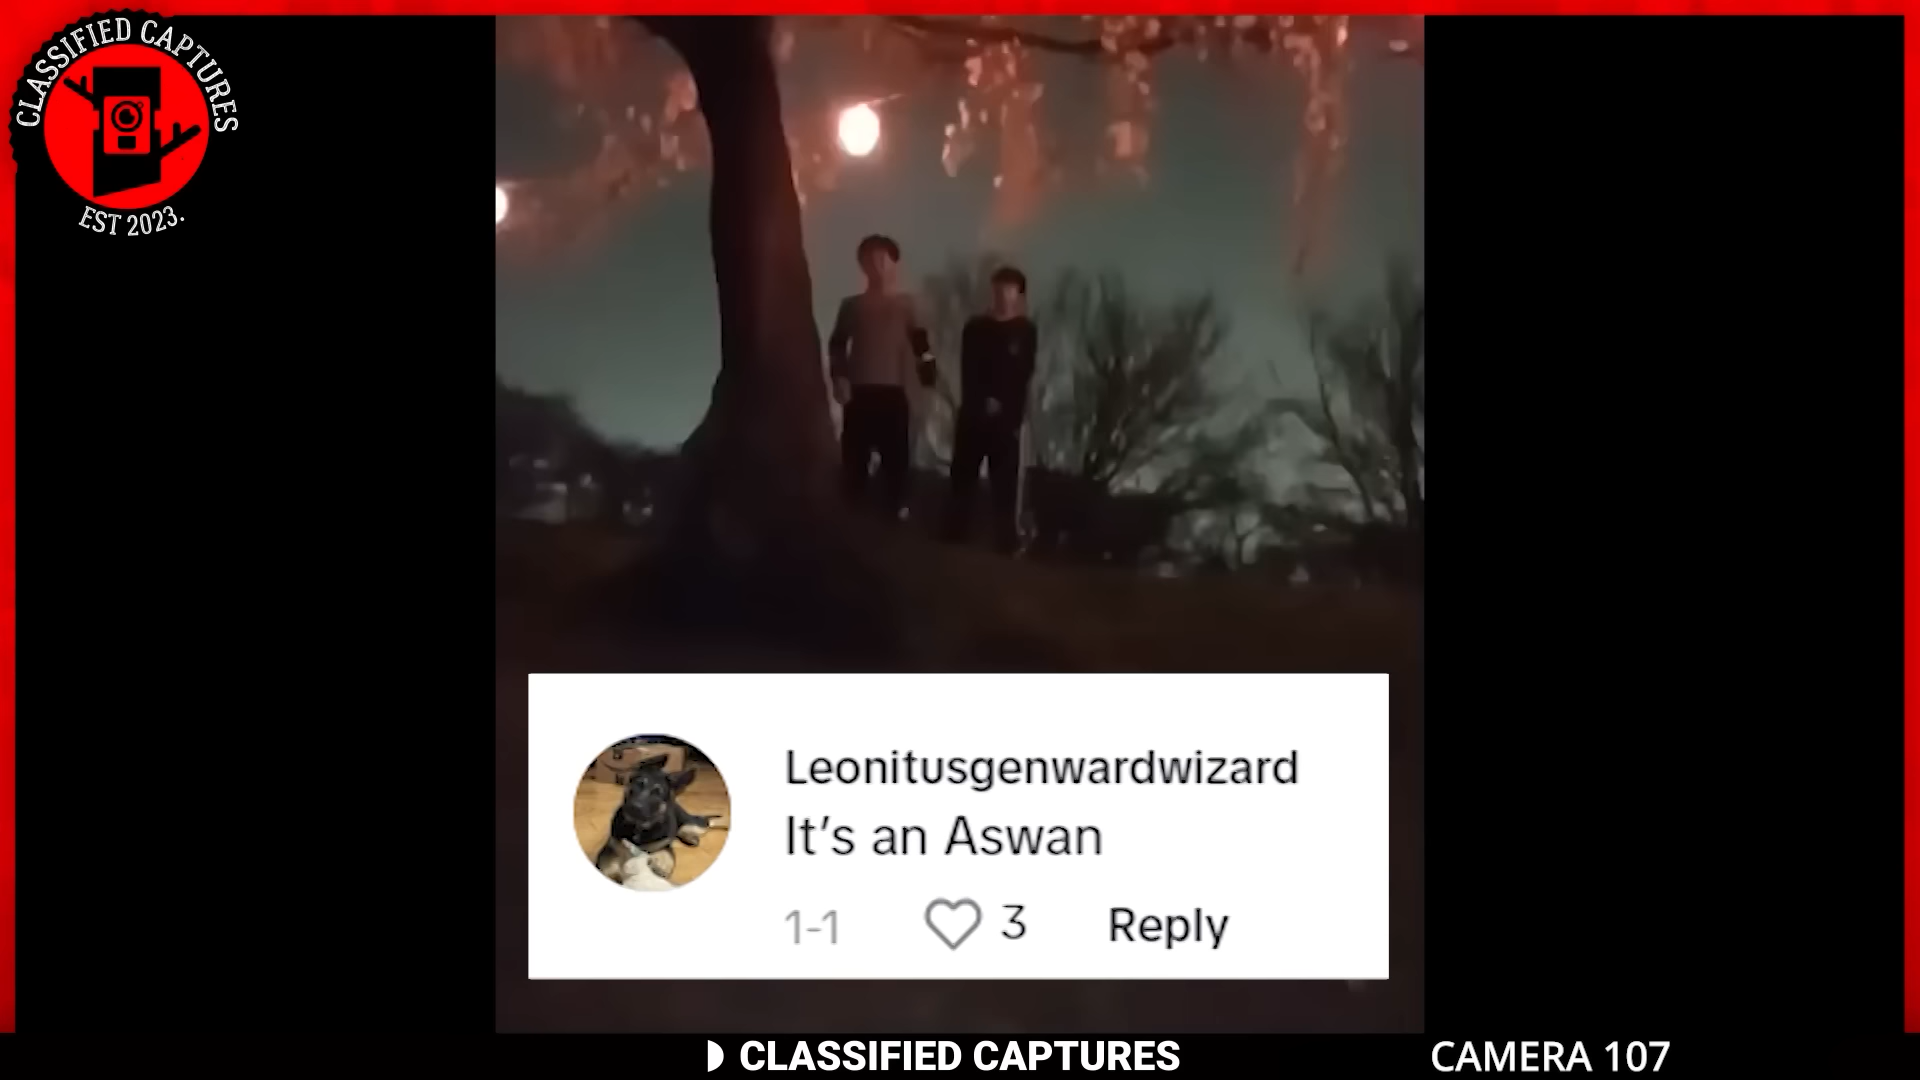 CLASSIFIED CAPTURES
EST 2023.
Leonitusgenwardwizard
It's an Aswan
1-1 3 Reply
CLASSIFIED CAPTURES
CAMERA 107